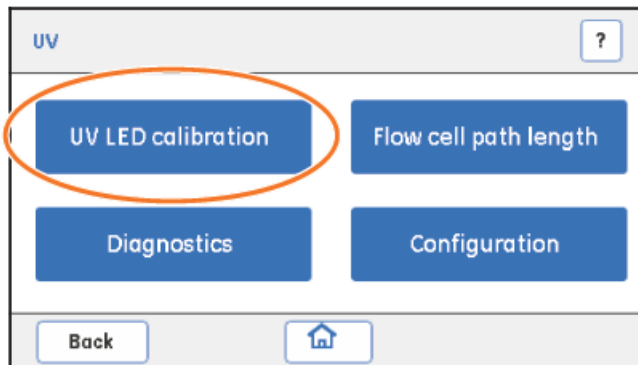 UV
?
UV LED calibration
Flow cell path length
Diagnostics
Configuration
Back